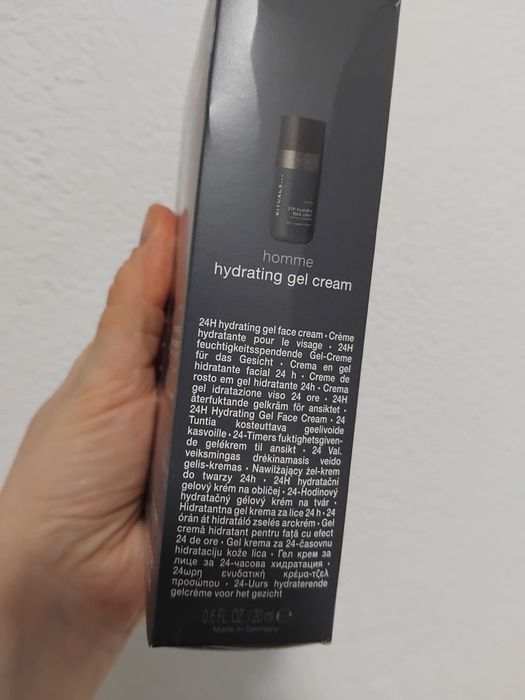 RITUALS...
homme
hydrating gel cream
24H hydrating gel face cream • Crème
hydratante pour le visage • 24H
feuchtigkeitsspendende Gel-Creme
für das Gesicht • Crema en gel
hidratante facial 24 h • Creme de
rosto em gel hidratante 24h • Crema
gel idratazione viso 24 ore • 24H
återfuktande gelkräm för ansiktet •
24H Hydrating Gel Face Cream • 24
Tuntia kosteuttava geelivoide
kasvoille • 24-Timers fuktighetsgiven-
de gelékrem til ansikt • 24 Val.
veiksmingas drėkinamasis veido
gelis-kremas • Nawilżający żel-krem
do twarzy 24h • 24H hydratační
gelový krém na obličej • 24-Hodinový
hydratačný gélový krém na tvár •
Hidratantna gel krema za lice 24 h • 24
órán át hidratáló zselés arckrém • Gel
cremă hidratant pentru față cu efect
24 de ore • Gel krema za 24-časovnu
hidrataciju kože lica • Гел крем за
лице за 24-часова хидратация •
24ωρη ενυδατική κρέμα-τζελ
προσώπου • 24-Uurs hydraterende
gelcrème voor het gezicht
0.6 FL. OZ. / 20 ml ℮
Made in Germany